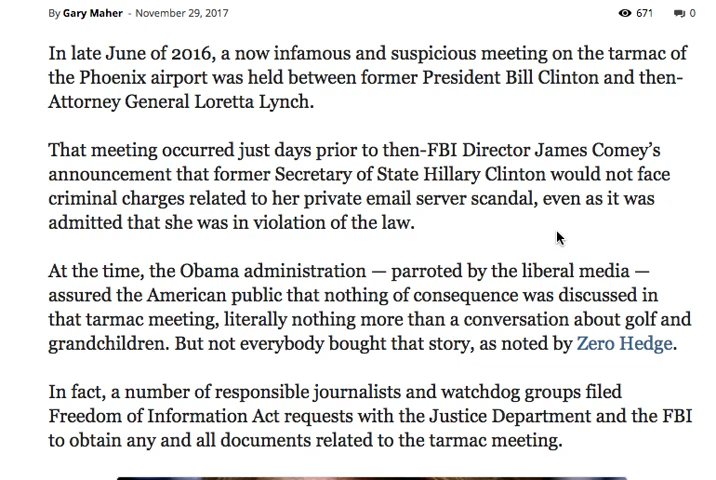 By Gary Maher - November 29, 2017 671 0
In late June of 2016, a now infamous and suspicious meeting on the tarmac of
the Phoenix airport was held between former President Bill Clinton and then-
Attorney General Loretta Lynch.
That meeting occurred just days prior to then-FBI Director James Comey’s
announcement that former Secretary of State Hillary Clinton would not face
criminal charges related to her private email server scandal, even as it was
admitted that she was in violation of the law.
At the time, the Obama administration — parroted by the liberal media —
assured the American public that nothing of consequence was discussed in
that tarmac meeting, literally nothing more than a conversation about golf and
grandchildren. But not everybody bought that story, as noted by Zero Hedge.
In fact, a number of responsible journalists and watchdog groups filed
Freedom of Information Act requests with the Justice Department and the FBI
to obtain any and all documents related to the tarmac meeting.